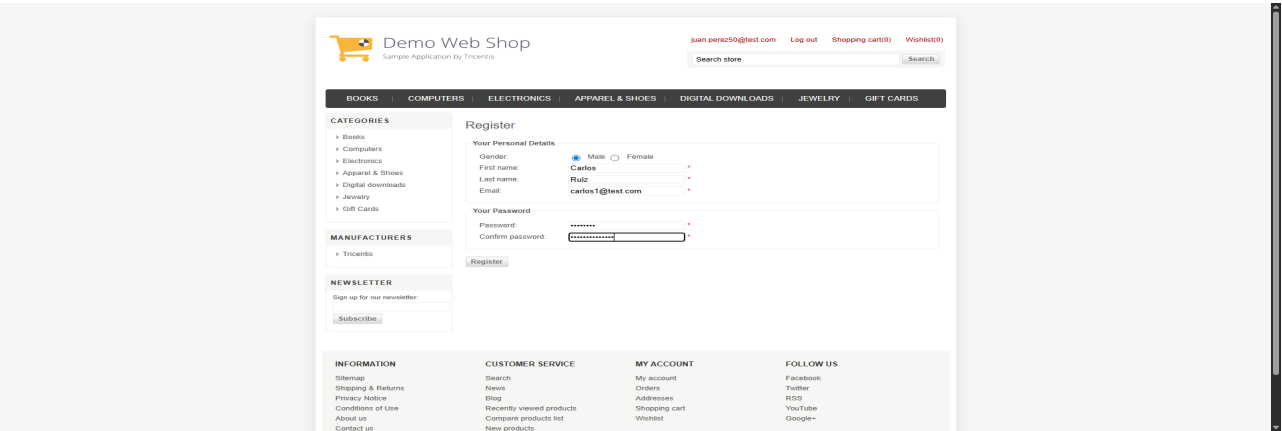 Demo Web Shop
Sample Application by Tricentis
juan.perez50@test.com Log out Shopping cart(0) Wishlist(0)
Search store Search
BOOKS COMPUTERS ELECTRONICS APPAREL & SHOES DIGITAL DOWNLOADS JEWELRY GIFT CARDS
CATEGORIES
Books
Computers
Electronics
Apparel & Shoes
Digital downloads
Jewelry
Gift Cards
MANUFACTURERS
Tricentis
NEWSLETTER
Sign up for our newsletter:
Subscribe
Register
Your Personal Details
Gender: Male Female
First name: Carlos *
Last name: Ruiz *
Email: carlos1@test.com *
Your Password
Password: •••••••• *
Confirm password: •••••••••••••• *
Register
INFORMATION
Sitemap
Shipping & Returns
Privacy Notice
Conditions of Use
About us
Contact us
CUSTOMER SERVICE
Search
News
Blog
Recently viewed products
Compare products list
New products
MY ACCOUNT
My account
Orders
Addresses
Shopping cart
Wishlist
FOLLOW US
Facebook
Twitter
RSS
YouTube
Google+